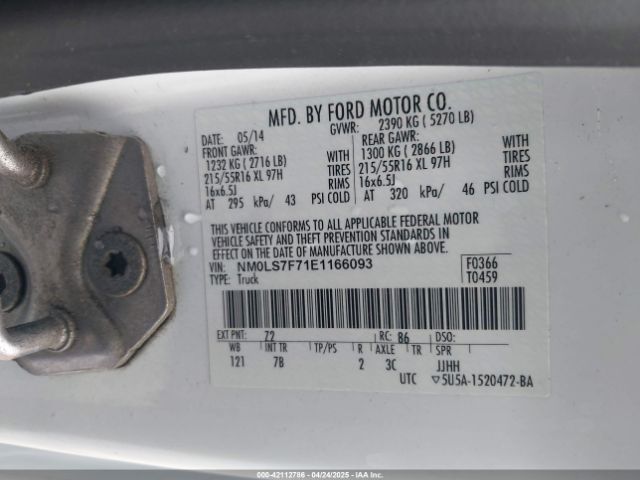 MFD. BY FORD MOTOR CO.
DATE: 05/14 GVWR: 2390 KG ( 5270 LB)
FRONT GAWR: REAR GAWR:
1232 KG ( 2716 LB) WITH 1300 KG ( 2866 LB) WITH
215/55R16 XL 97H TIRES 215/55R16 XL 97H TIRES
16x6.5J RIMS 16x6.5J RIMS
AT 295 kPa/ 43 PSI COLD AT 320 kPa/ 46 PSI COLD
THIS VEHICLE CONFORMS TO ALL APPLICABLE FEDERAL MOTOR
VEHICLE SAFETY AND THEFT PREVENTION STANDARDS IN
EFFECT ON THE DATE OF MANUFACTURE SHOWN ABOVE.
VIN: NM0LS7F71E1166093 F0366
TYPE: Truck T0459
EXT PNT: 72 RC: 86 DSO:
WB INT TR TP/PS R AXLE TR SPR
121 7B 2 3C JJHH
UTC ▽5U5A-1520472-BA
000-42112786 - 04/24/2025 - IAAI.COM